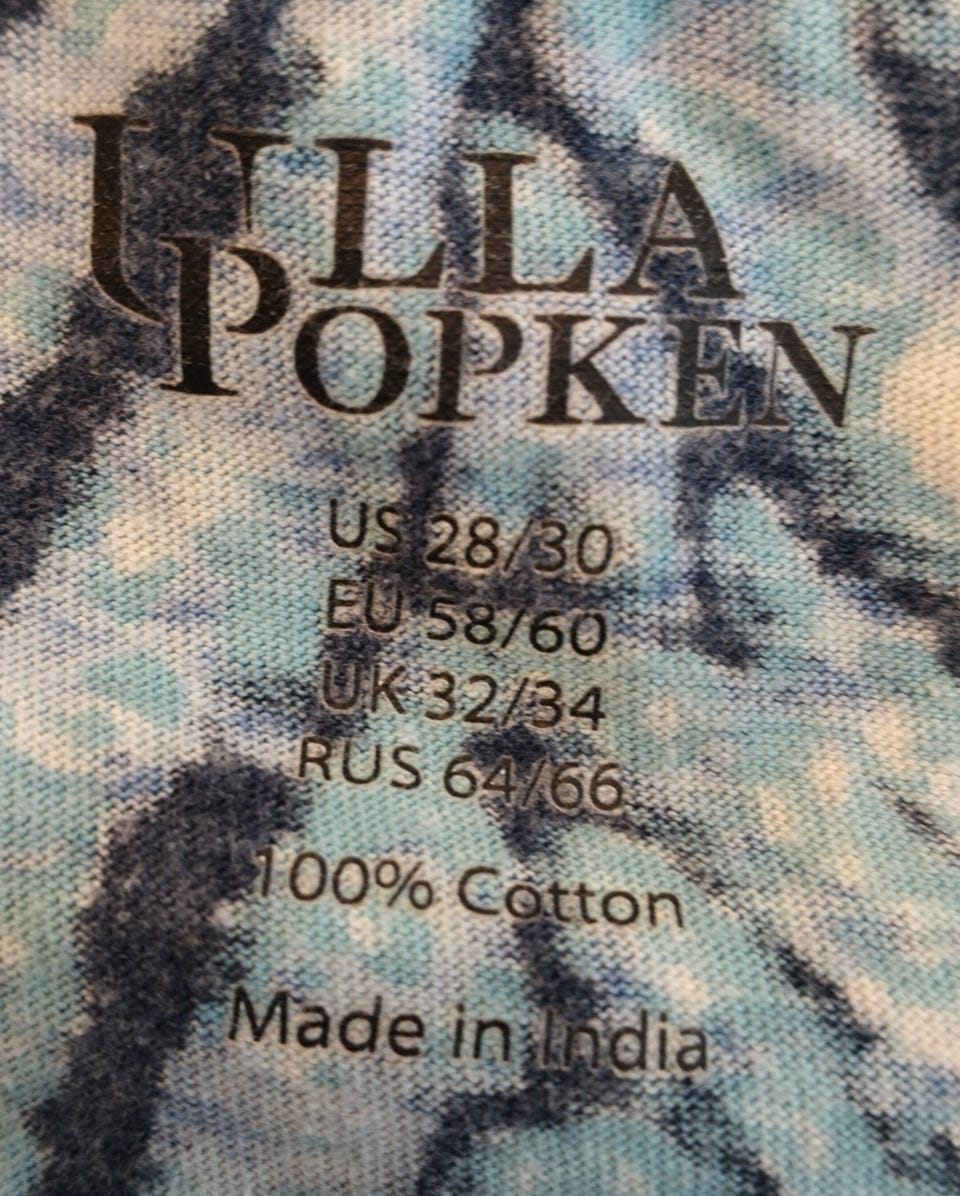 ULLA
POPKEN
US 28/30
EU 58/60
UK 32/34
RUS 64/66
100% Cotton
Made in India